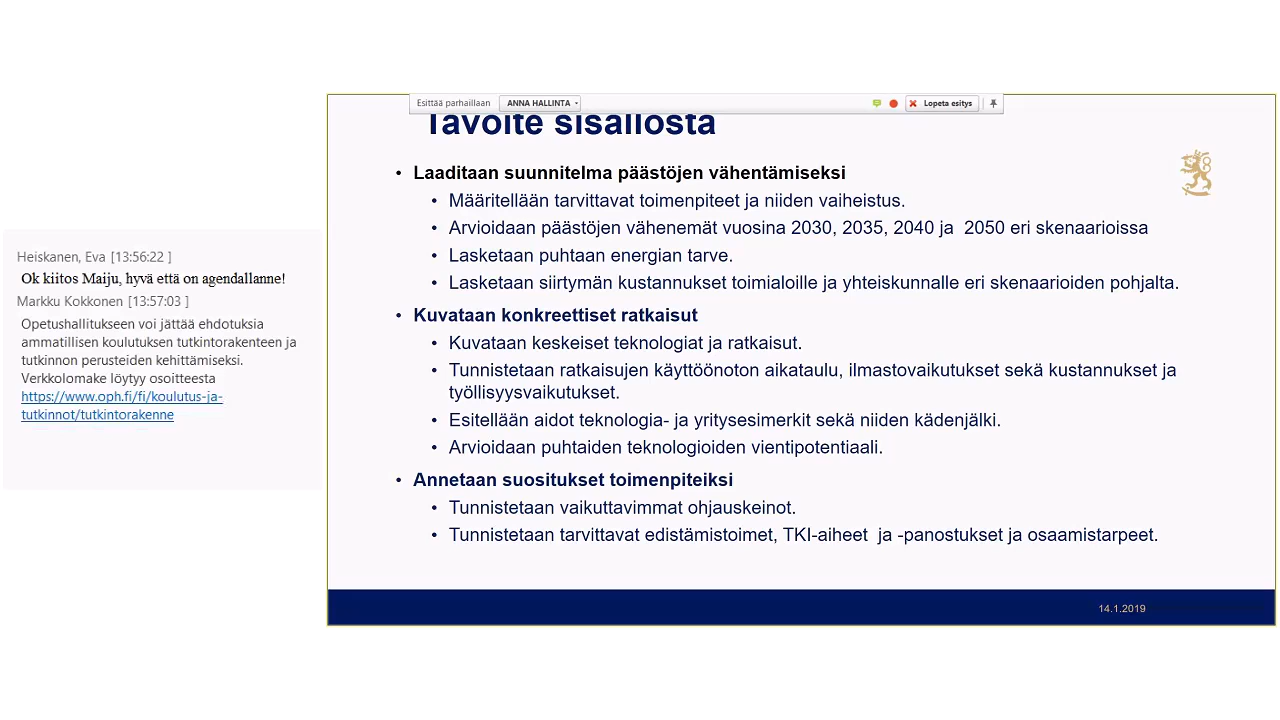 Esittää parhaillaan
ANNA HALLINTA
Lopeta esitys
Tavoite sisällöstä
• Laaditaan suunnitelma päästöjen vähentämiseksi
• Määritellään tarvittavat toimenpiteet ja niiden vaiheistus.
• Arvioidaan päästöjen vähenemät vuosina 2030, 2035, 2040 ja 2050 eri skenaarioissa
• Lasketaan puhtaan energian tarve.
• Lasketaan siirtymän kustannukset toimialoille ja yhteiskunnalle eri skenaarioiden pohjalta.
• Kuvataan konkreettiset ratkaisut
• Kuvataan keskeiset teknologiat ja ratkaisut.
• Tunnistetaan ratkaisujen käyttöönoton aikataulu, ilmastovaikutukset sekä kustannukset ja
työllisyysvaikutukset.
• Esitellään aidot teknologia- ja yritysesimerkit sekä niiden kädenjälki.
• Arvioidaan puhtaiden teknologioiden vientipotentiaali.
• Annetaan suositukset toimenpiteiksi
• Tunnistetaan vaikuttavimmat ohjauskeinot.
• Tunnistetaan tarvittavat edistämistoimet, TKI-aiheet ja -panostukset ja osaamistarpeet.
14.1.2019
Heiskanen, Eva [13:56:22 ]
Ok kiitos Maiju, hyvä että on agendallanne!
Markku Kokkonen [13:57:03 ]
Opetushallitukseen voi jättää ehdotuksia
ammatillisen koulutuksen tutkintorakenteen ja
tutkinnon perusteiden kehittämiseksi.
Verkkolomake löytyy osoitteesta
https://www.oph.fi/fi/koulutus-ja-
tutkinnot/tutkintorakenne